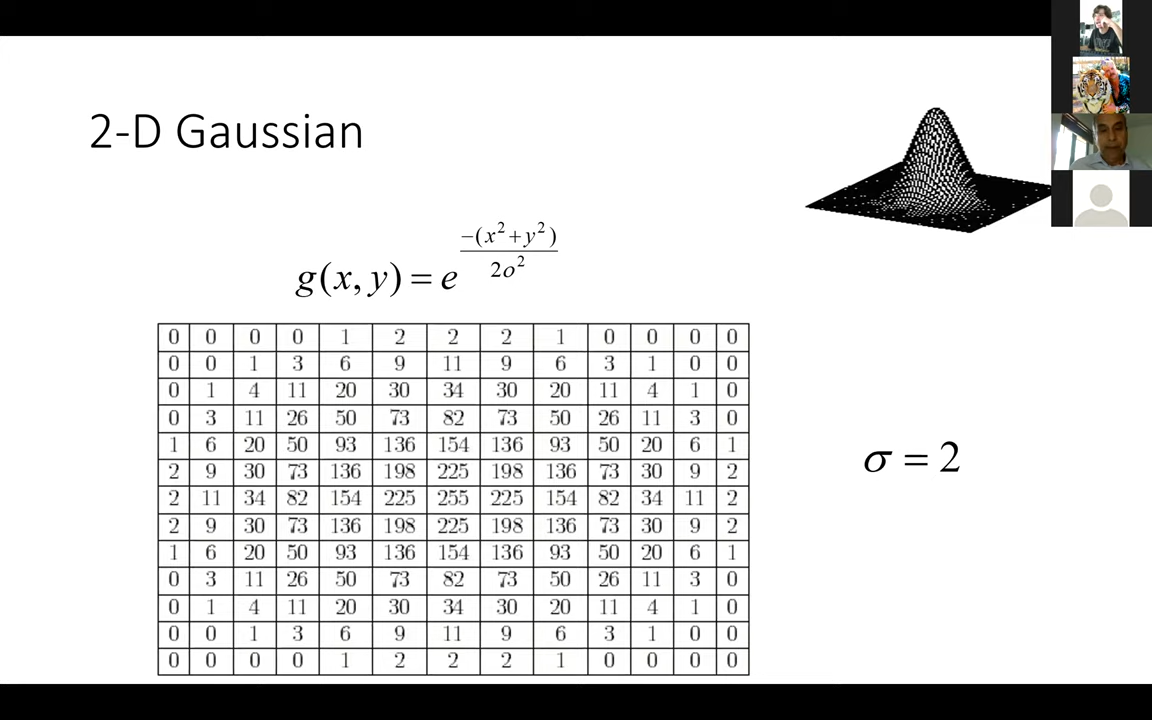 2-D Gaussian
g(x, y) = e^{-(x²+y²)/2o²}
0 0 0 0 1 2 2 2 1 0 0 0 0
0 0 1 3 6 9 11 9 6 3 1 0 0
0 1 4 11 20 30 34 30 20 11 4 1 0
0 3 11 26 50 73 82 73 50 26 11 3 0
1 6 20 50 93 136 154 136 93 50 20 6 1
2 9 30 73 136 198 225 198 136 73 30 9 2
2 11 34 82 154 225 255 225 154 82 34 11 2
2 9 30 73 136 198 225 198 136 73 30 9 2
1 6 20 50 93 136 154 136 93 50 20 6 1
0 3 11 26 50 73 82 73 50 26 11 3 0
0 1 4 11 20 30 34 30 20 11 4 1 0
0 0 1 3 6 9 11 9 6 3 1 0 0
0 0 0 0 1 2 2 2 1 0 0 0 0
σ = 2